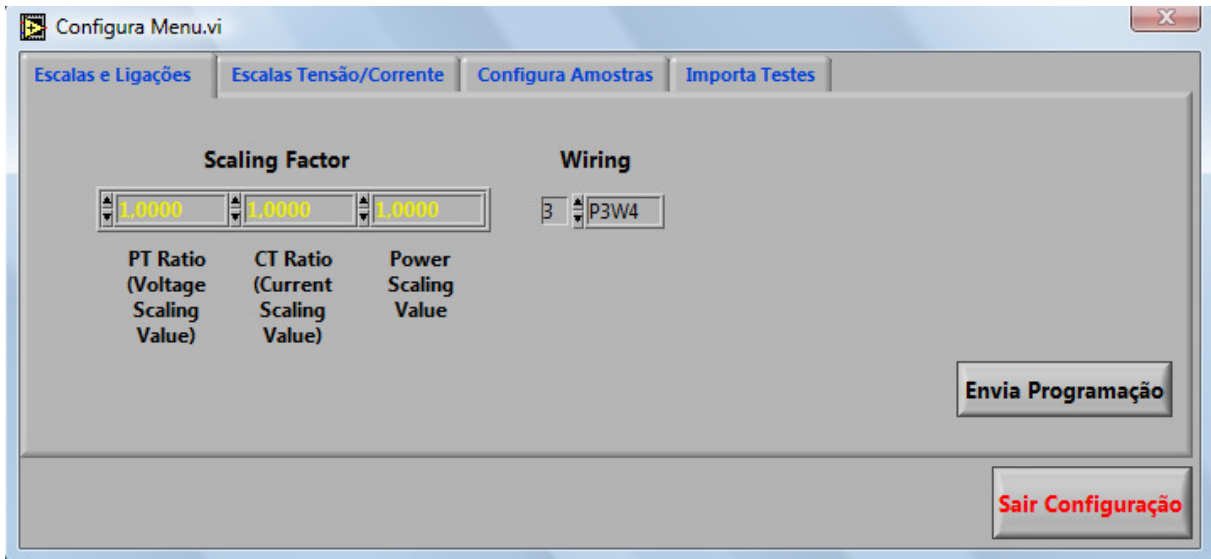 Configura Menu.vi
Escalas e Ligações Escalas Tensão/Corrente Configura Amostras Importa Testes
Scaling Factor Wiring
1,0000 1,0000 1,0000 3 P3W4
PT Ratio CT Ratio Power
(Voltage (Current Scaling
Scaling Scaling Value
Value) Value)
Envia Programação
Sair Configuração